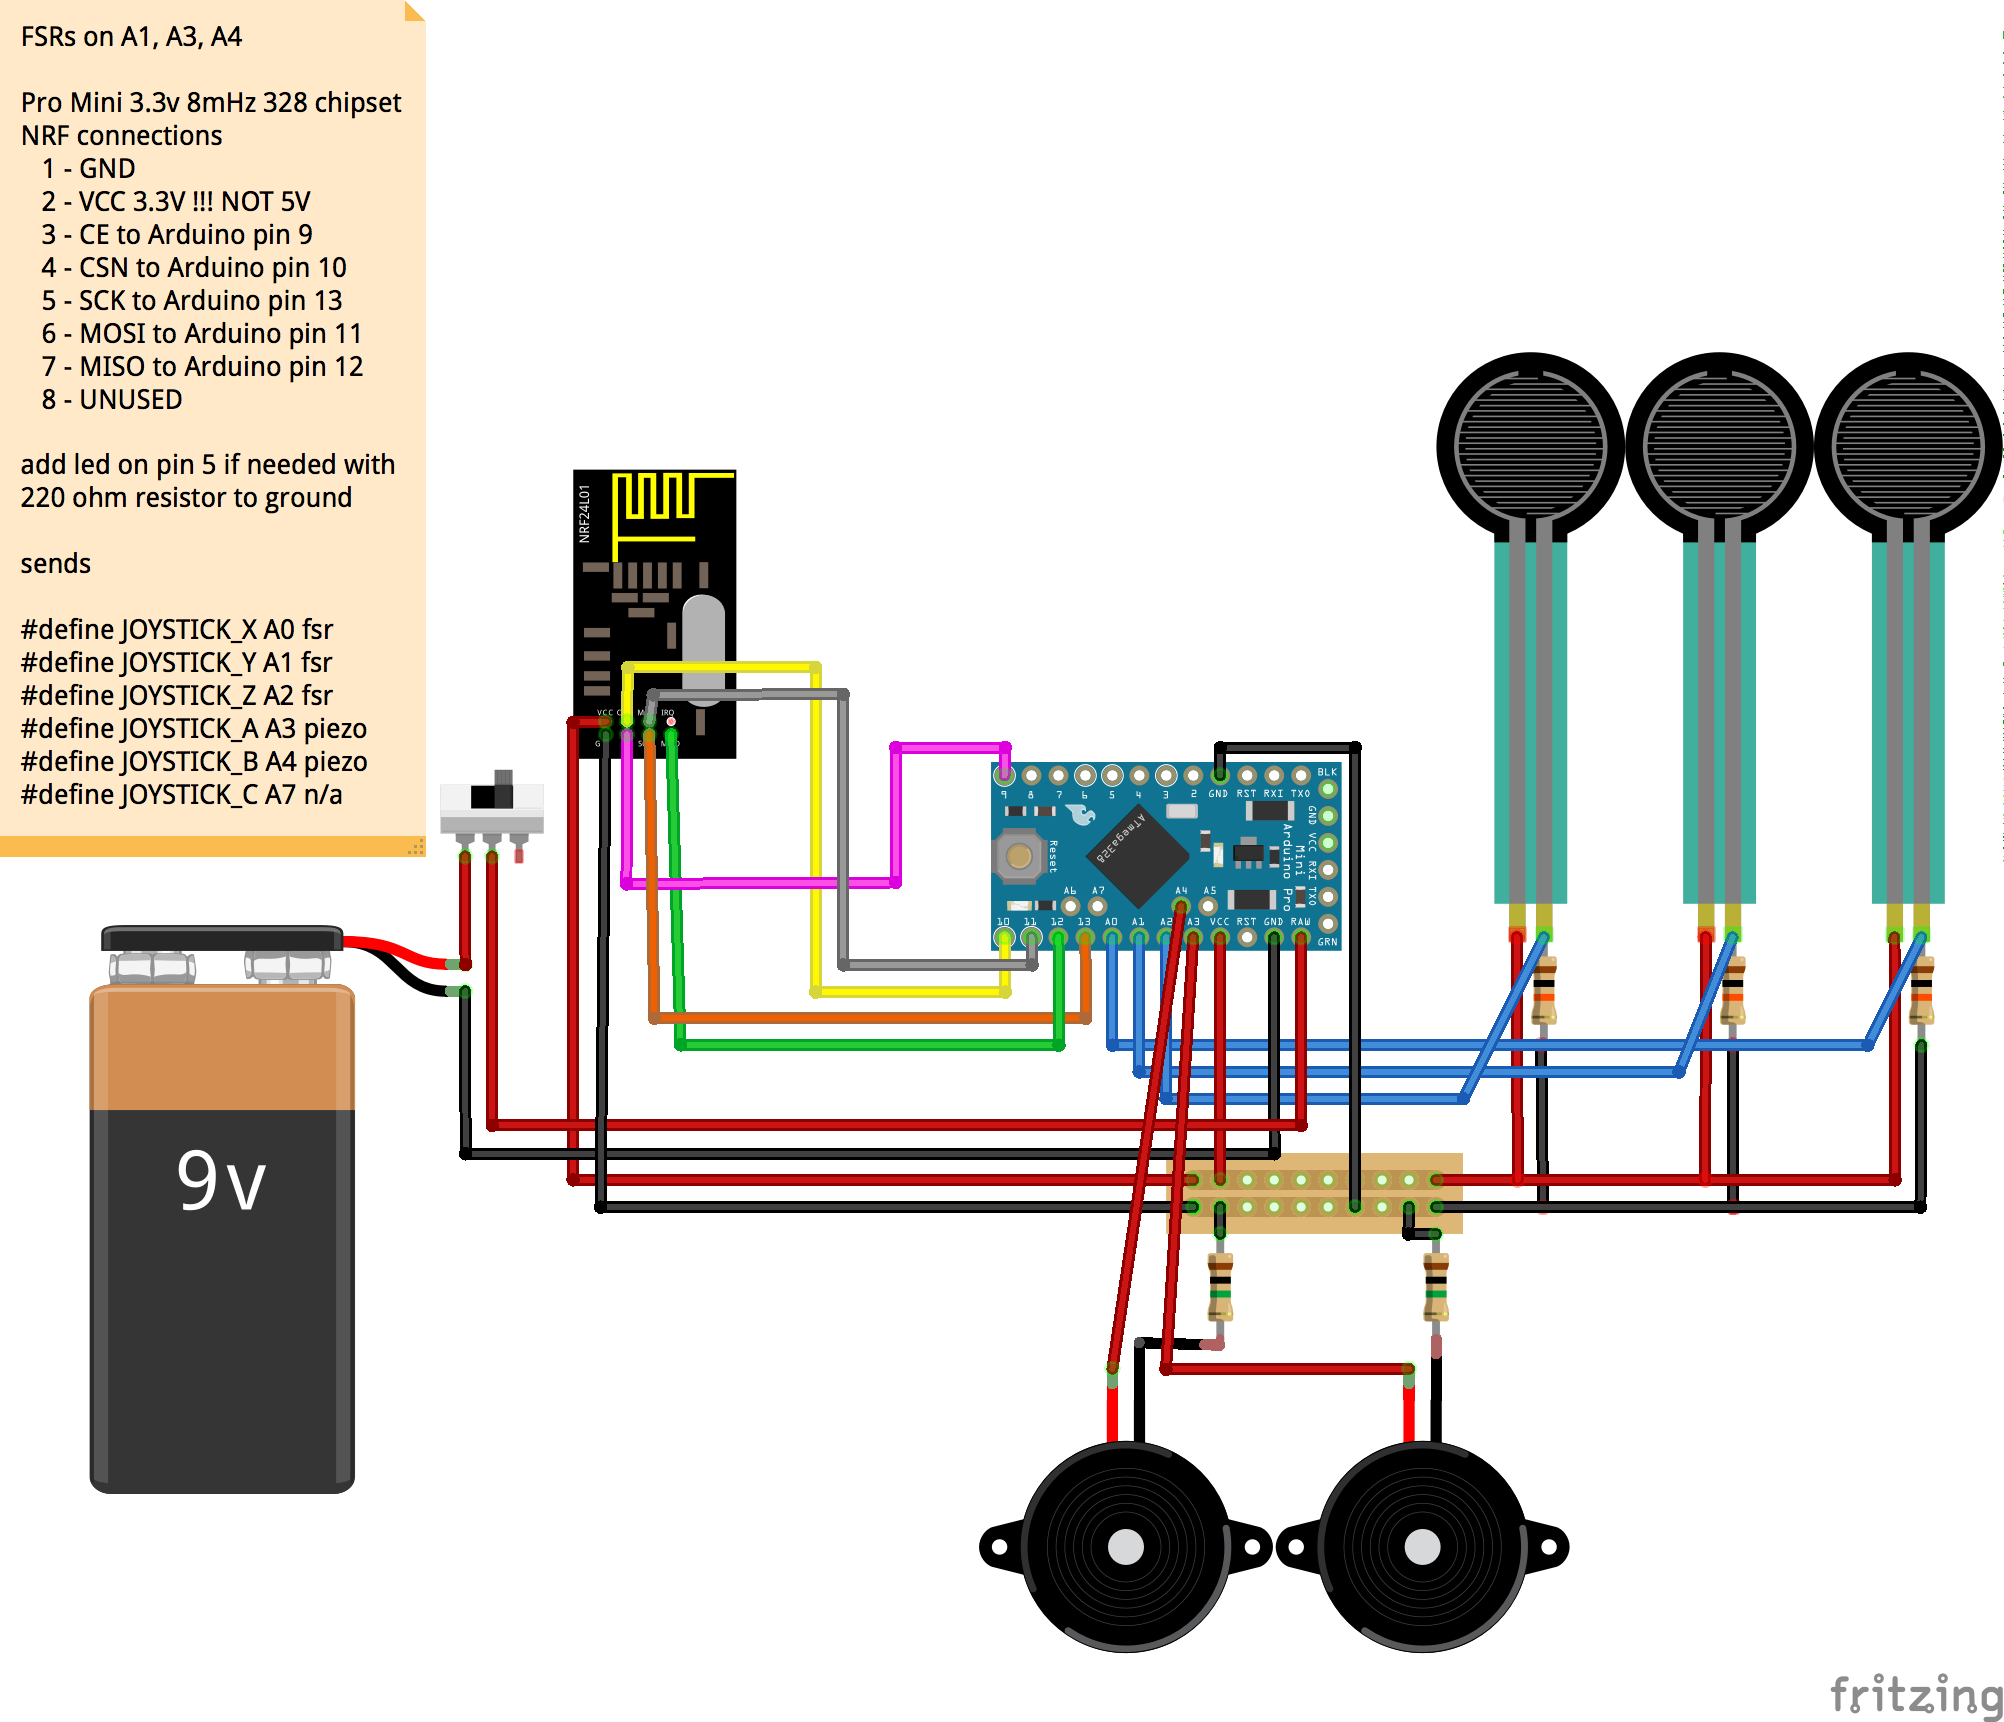 FSRs on A1, A3, A4
Pro Mini 3.3v 8mHz 328 chipset
NRF connections
1 - GND
2 - VCC 3.3V !!! NOT 5V
3 - CE to Arduino pin 9
4 - CSN to Arduino pin 10
5 - SCK to Arduino pin 13
6 - MOSI to Arduino pin 11
7 - MISO to Arduino pin 12
8 - UNUSED
add led on pin 5 if needed with
220 ohm resistor to ground
sends
#define JOYSTICK_X A0 fsr
#define JOYSTICK_Y A1 fsr
#define JOYSTICK_Z A2 fsr
#define JOYSTICK_A A3 piezo
#define JOYSTICK_B A4 piezo
#define JOYSTICK_C A7 n/a
NRF24L01
VCC IRQ
9 8 7 6 5 4 3 2 GND RST RXI TXO
BLK
GND VCC RXI TXO
GRN
Reset
ATmega328
Arduino Pro
Mini
A6 A7 A4 A5
10 11 12 13 A0 A1 A2 A3 VCC RST GND RAW
9v
fritzing